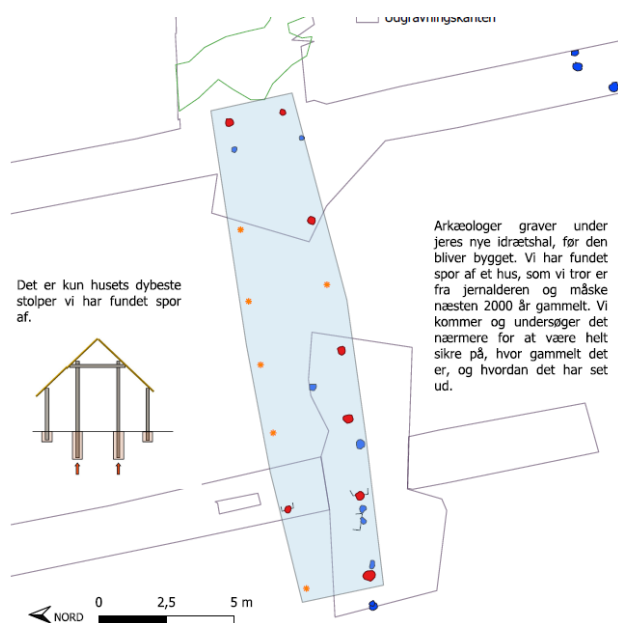 Udgravningskanten
Arkæologer graver under
jeres nye idrætshal, før den
bliver bygget. Vi har fundet
spor af et hus, som vi tror er
fra jernalderen og måske
næsten 2000 år gammelt. Vi
kommer og undersøger det
nærmere for at være helt
sikre på, hvor gammelt det
er, og hvordan det har set
ud.
Det er kun husets dybeste
stolper vi har fundet spor
af.
NORD
0 2,5 5 m